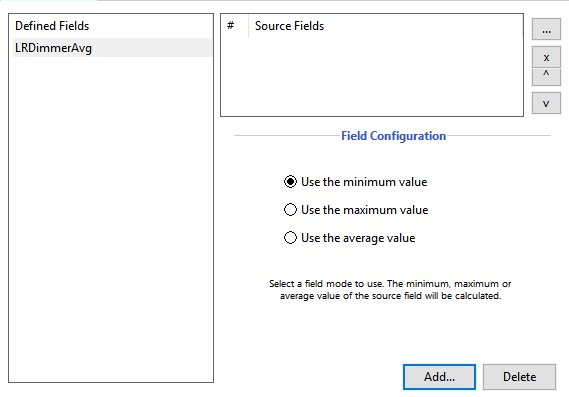 Defined Fields
LRDimmerAvg
# Source Fields
...
x
^
v
Field Configuration
Use the minimum value
Use the maximum value
Use the average value
Select a field mode to use. The minimum, maximum or
average value of the source field will be calculated.
Add... Delete